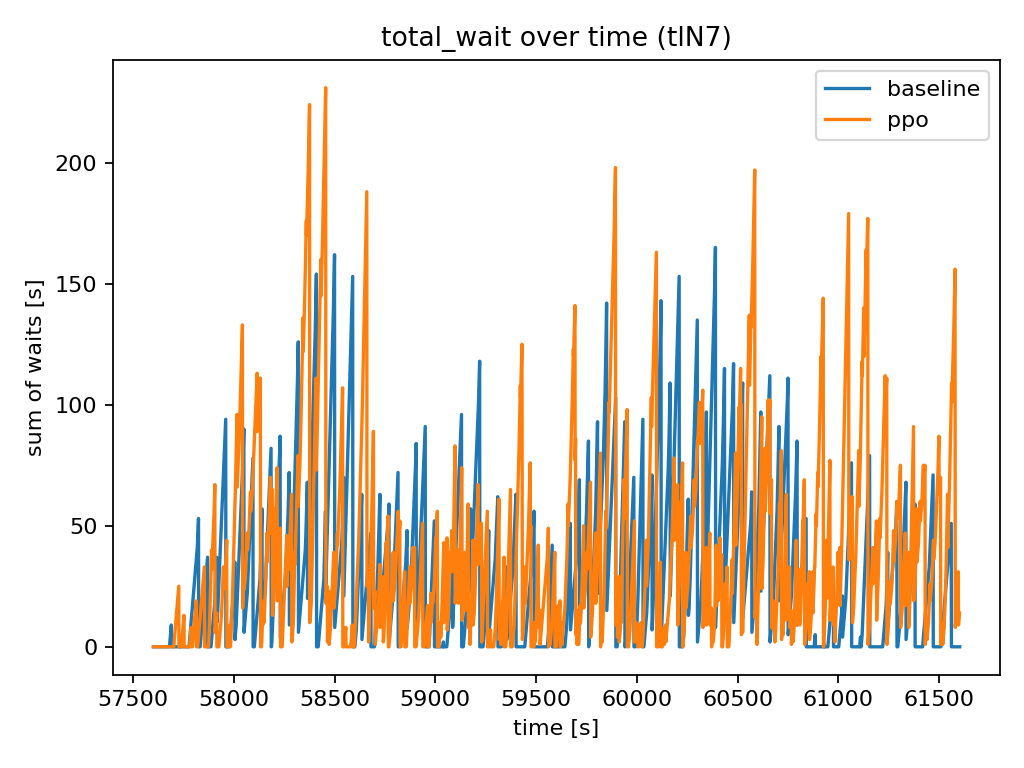 total_wait over time (tlN7)
baseline
ppo
sum of waits [s]
200
150
100
50
0
57500 58000 58500 59000 59500 60000 60500 61000 61500
time [s]